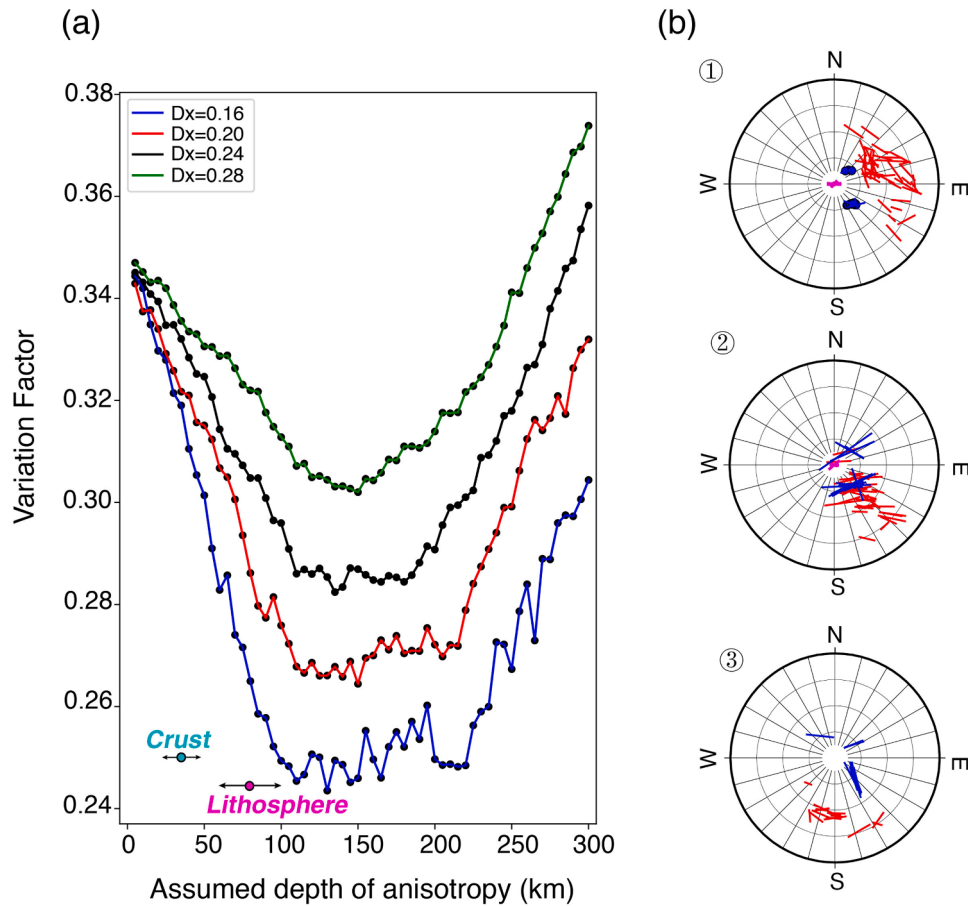 (a)
(b)
0.38
0.36
0.34
0.32
0.30
0.28
0.26
0.24
Variation Factor
Dx=0.16
Dx=0.20
Dx=0.24
Dx=0.28
Crust
Lithosphere
0
50
100
150
200
250
300
Assumed depth of anisotropy (km)
①
N
W
E
S
②
N
W
E
S
③
N
W
E
S